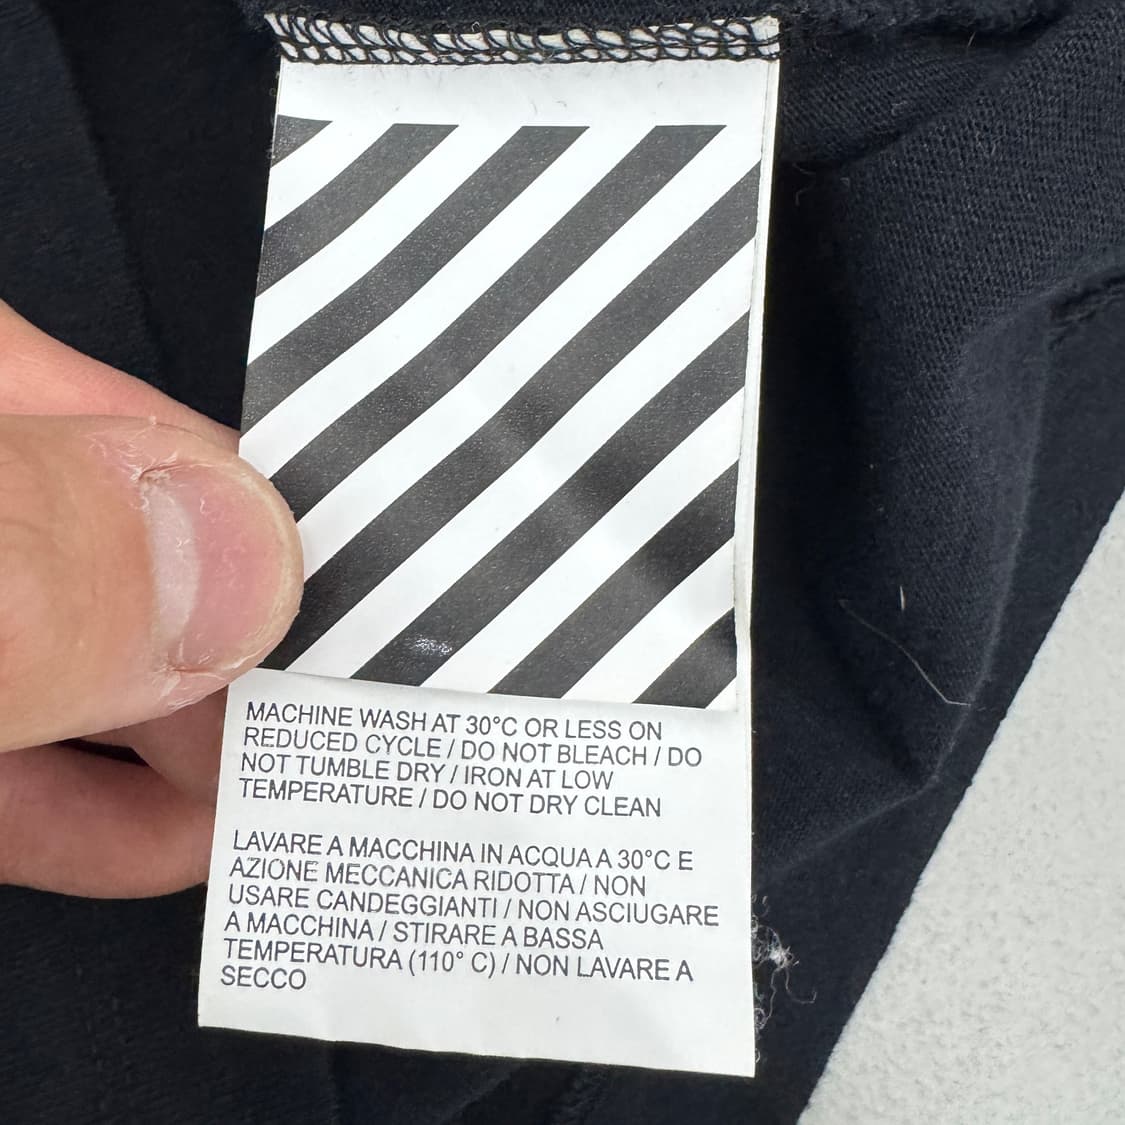 MACHINE WASH AT 30°C OR LESS ON
REDUCED CYCLE / DO NOT BLEACH / DO
NOT TUMBLE DRY / IRON AT LOW
TEMPERATURE / DO NOT DRY CLEAN
LAVARE A MACCHINA IN ACQUA A 30°C E
AZIONE MECCANICA RIDOTTA / NON
USARE CANDEGGIANTI / NON ASCIUGARE
A MACCHINA / STIRARE A BASSA
TEMPERATURA (110° C) / NON LAVARE A
SECCO